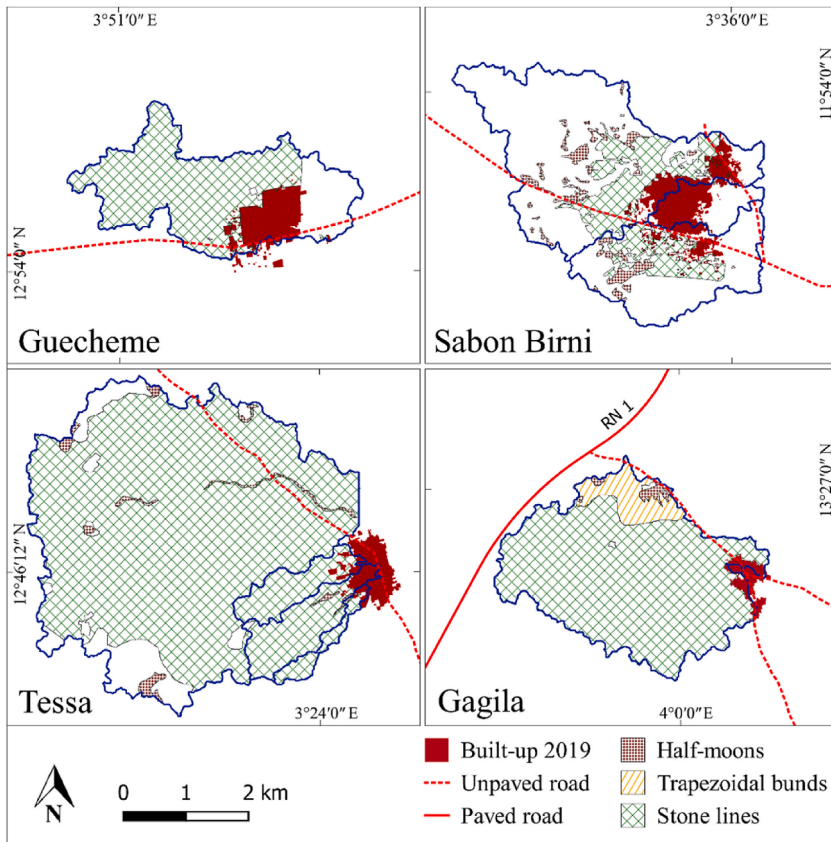 3°51′0″ E
3°36′0″ E
11°54′0″ N
12°54′0″ N
Guecheme
Sabon Birni
RN 1
13°27′0″ N
12°46′12″ N
Tessa
Gagila
3°24′0″ E
4°0′0″E
Built-up 2019
Half-moons
Unpaved road
Trapezoidal bunds
Paved road
Stone lines
N
0 1 2 km